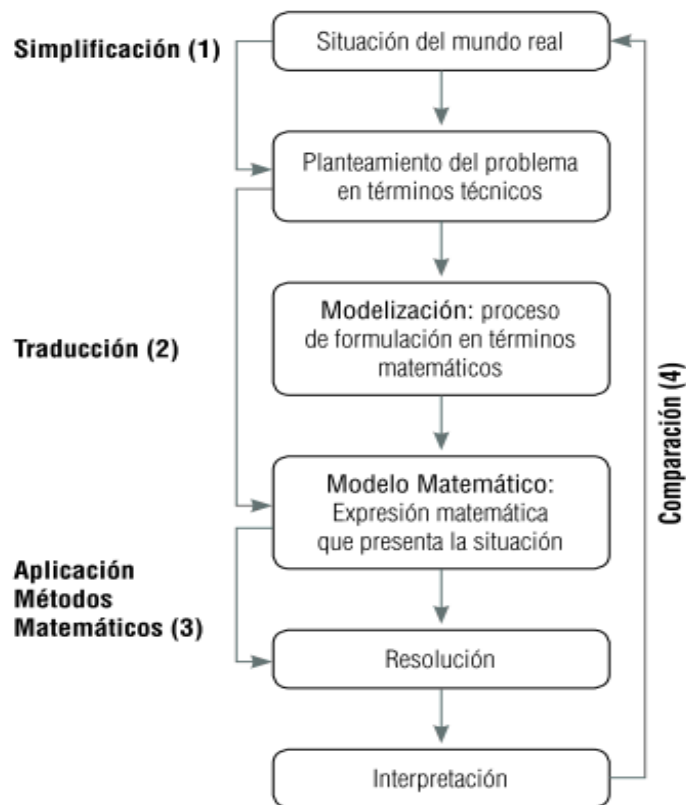 Simplificación (1)
Situación del mundo real
Planteamiento del problema
en términos técnicos
Traducción (2)
Modelización: proceso
de formulación en términos
matemáticos
Modelo Matemático:
Expresión matemática
que presenta la situación
Aplicación
Métodos
Matemáticos (3)
Resolución
Interpretación
Comparación (4)